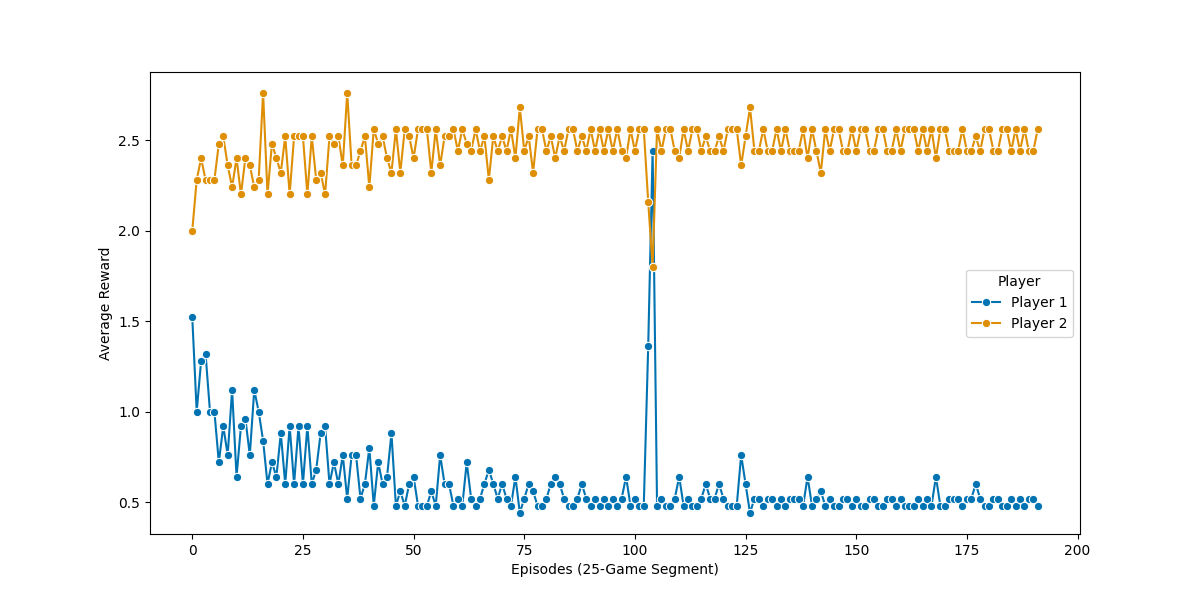 2.5
2.0
1.5
1.0
0.5
Average Reward
0 25 50 75 100 125 150 175 200
Episodes (25-Game Segment)
Player
Player 1
Player 2